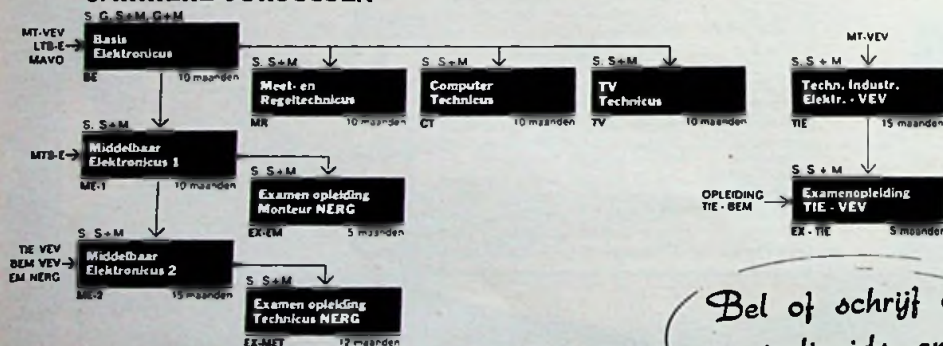 S G, S+M, G+M
MT-VEV
LTS-E
MAVO
Basis
Elektronicus
BE 10 maanden
S. S+M
Meet- en
Regeltechnicus
MR 10 maanden
S S+M
Computer
Technicus
CT 10 maanden
S. S+M
TV
Technicus
TV 10 maanden
MT-VEV
S. S + M
Techn. Industr.
Elektr. - VEV
TIE 15 maanden
S. S+M
MTS-E
Middelbaar
Elektronicus 1
ME-1 10 maanden
S S+M
Examen opleiding
Monteur NERG
EX-EM 5 maanden
S S + M
OPLEIDING
TIE - BEM
Examenopleiding
TIE - VEV
EX - TIE 5 maanden
S S+M
TIE VEV
BEM VEV
EM NERG
Middelbaar
Elektronicus 2
ME-2 15 maanden
S S+M
Examen opleiding
Technicus NERG
EX-MET 12 maanden
Bel of schrijf